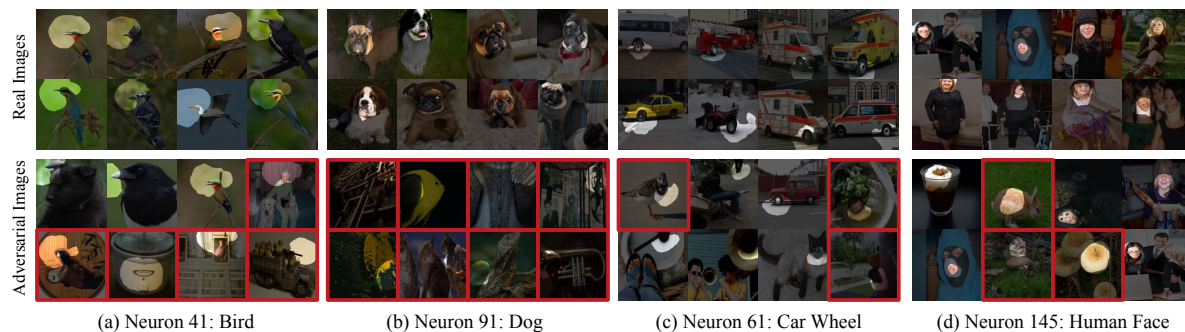 Real Images
Adversarial Images
(a) Neuron 41: Bird
(b) Neuron 91: Dog
(c) Neuron 61: Car Wheel
(d) Neuron 145: Human Face